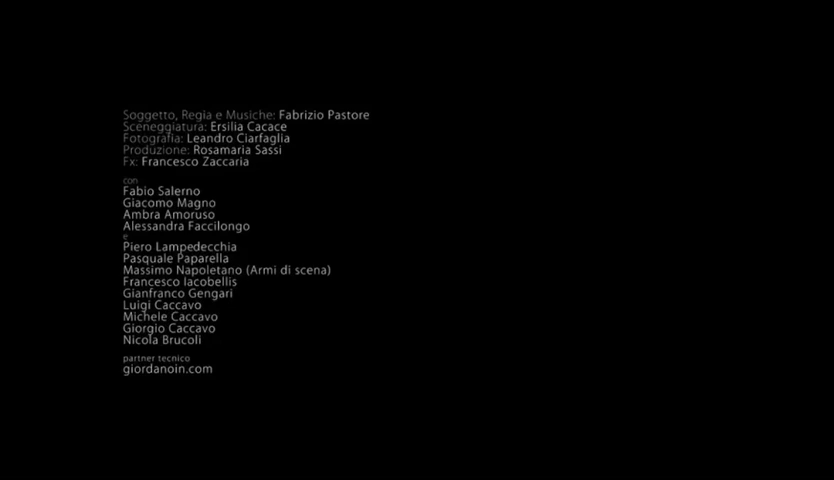 Soggetto, Regia e Musiche: Fabrizio Pastore
Sceneggiatura: Ersilia Cacace
Fotografia: Leandro Ciarfaglia
Produzione: Rosamaria Sassi
Fx: Francesco Zaccaria
con
Fabio Salerno
Giacomo Magno
Ambra Amoruso
Alessandra Faccilongo
e
Piero Lampedecchia
Pasquale Paparella
Massimo Napoletano (Armi di scena)
Francesco Iacobellis
Gianfranco Gengari
Luigi Caccavo
Michele Caccavo
Giorgio Caccavo
Nicola Brucoli
partner tecnico
giordanoin.com